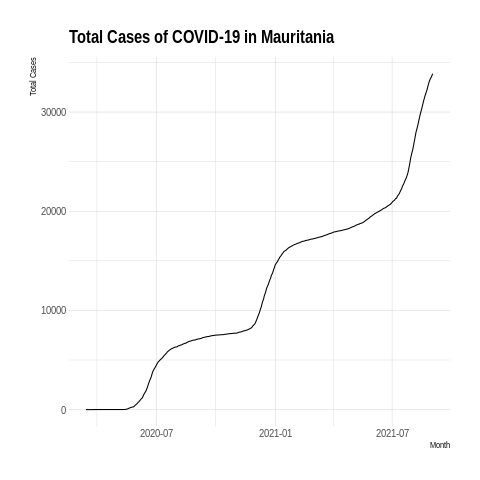 Total Cases of COVID-19 in Mauritania
Total Cases
30000
20000
10000
0
2020-07
2021-01
2021-07
Month